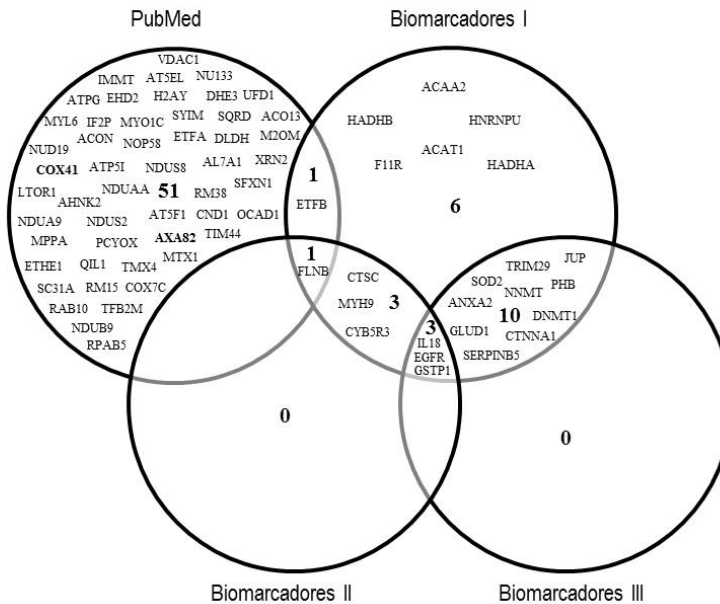 PubMed
Biomarcadores I
VDAC1
IMMT AT5EL NU133
ATPG EHD2 H2AY DHE3 UFD1
MYL6 IF2P MYO1C SYIM SQRD ACO13
NUD19 ACON NOP58 ETFA DLDH M2OM
COX41 ATP5I NDUS8 AL7A1 XRN2
LTOR1 NDUAA 51 RM38 SFXN1
AHNK2
NDUA9 NDUS2 AT5F1 CND1 OCAD1
MPPA PCYOX AXA82 TIM44
ETHE1 QIL1 TMX4 MTX1
SC31A RM15 COX7C
RAB10 TFB2M
NDUB9
RPAB5
1
ETFB
ACAA2
HADHB HNRNPU
ACAT1
F11R HADHA
6
1
FLNB
CTSC
MYH9 3
CYB5R3
3
IL18
EGFR
GSTP1
JUP
TRIM29
SOD2 PHB
NNMT
ANXA2
10 DNMT1
GLUD1
CTNNA1
SERPINB5
0
0
Biomarcadores II
Biomarcadores III